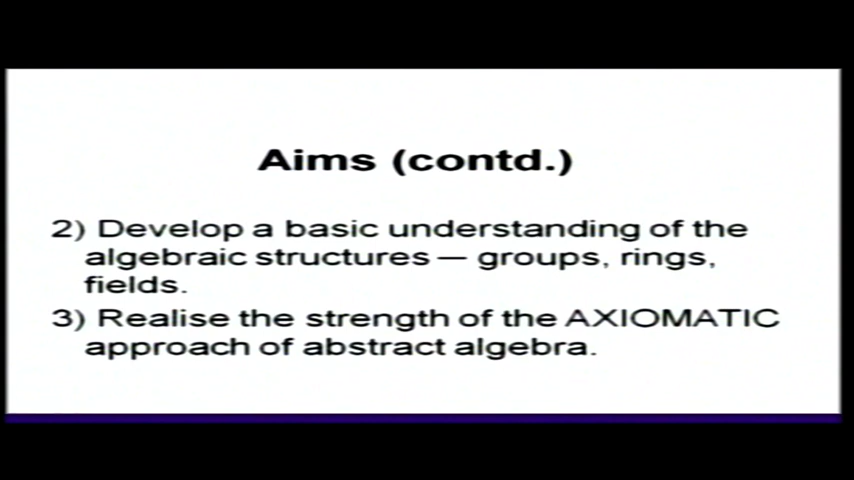 Aims (contd.)
2) Develop a basic understanding of the
algebraic structures — groups, rings,
fields.
3) Realise the strength of the AXIOMATIC
approach of abstract algebra.